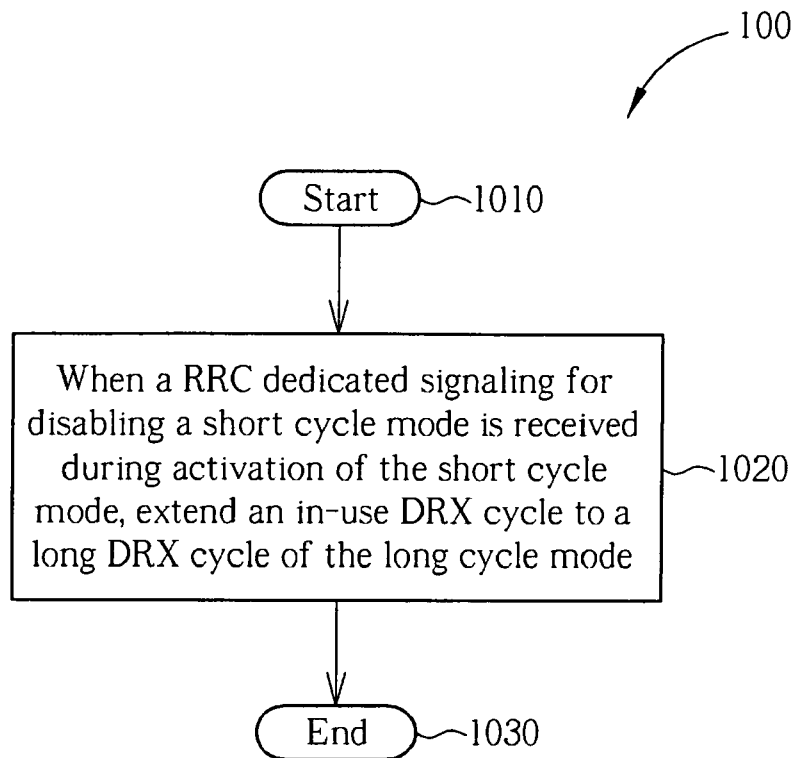 100
Start
1010
When a RRC dedicated signaling for
disabling a short cycle mode is received
during activation of the short cycle
mode, extend an in-use DRX cycle to a
long DRX cycle of the long cycle mode
1020
End
1030